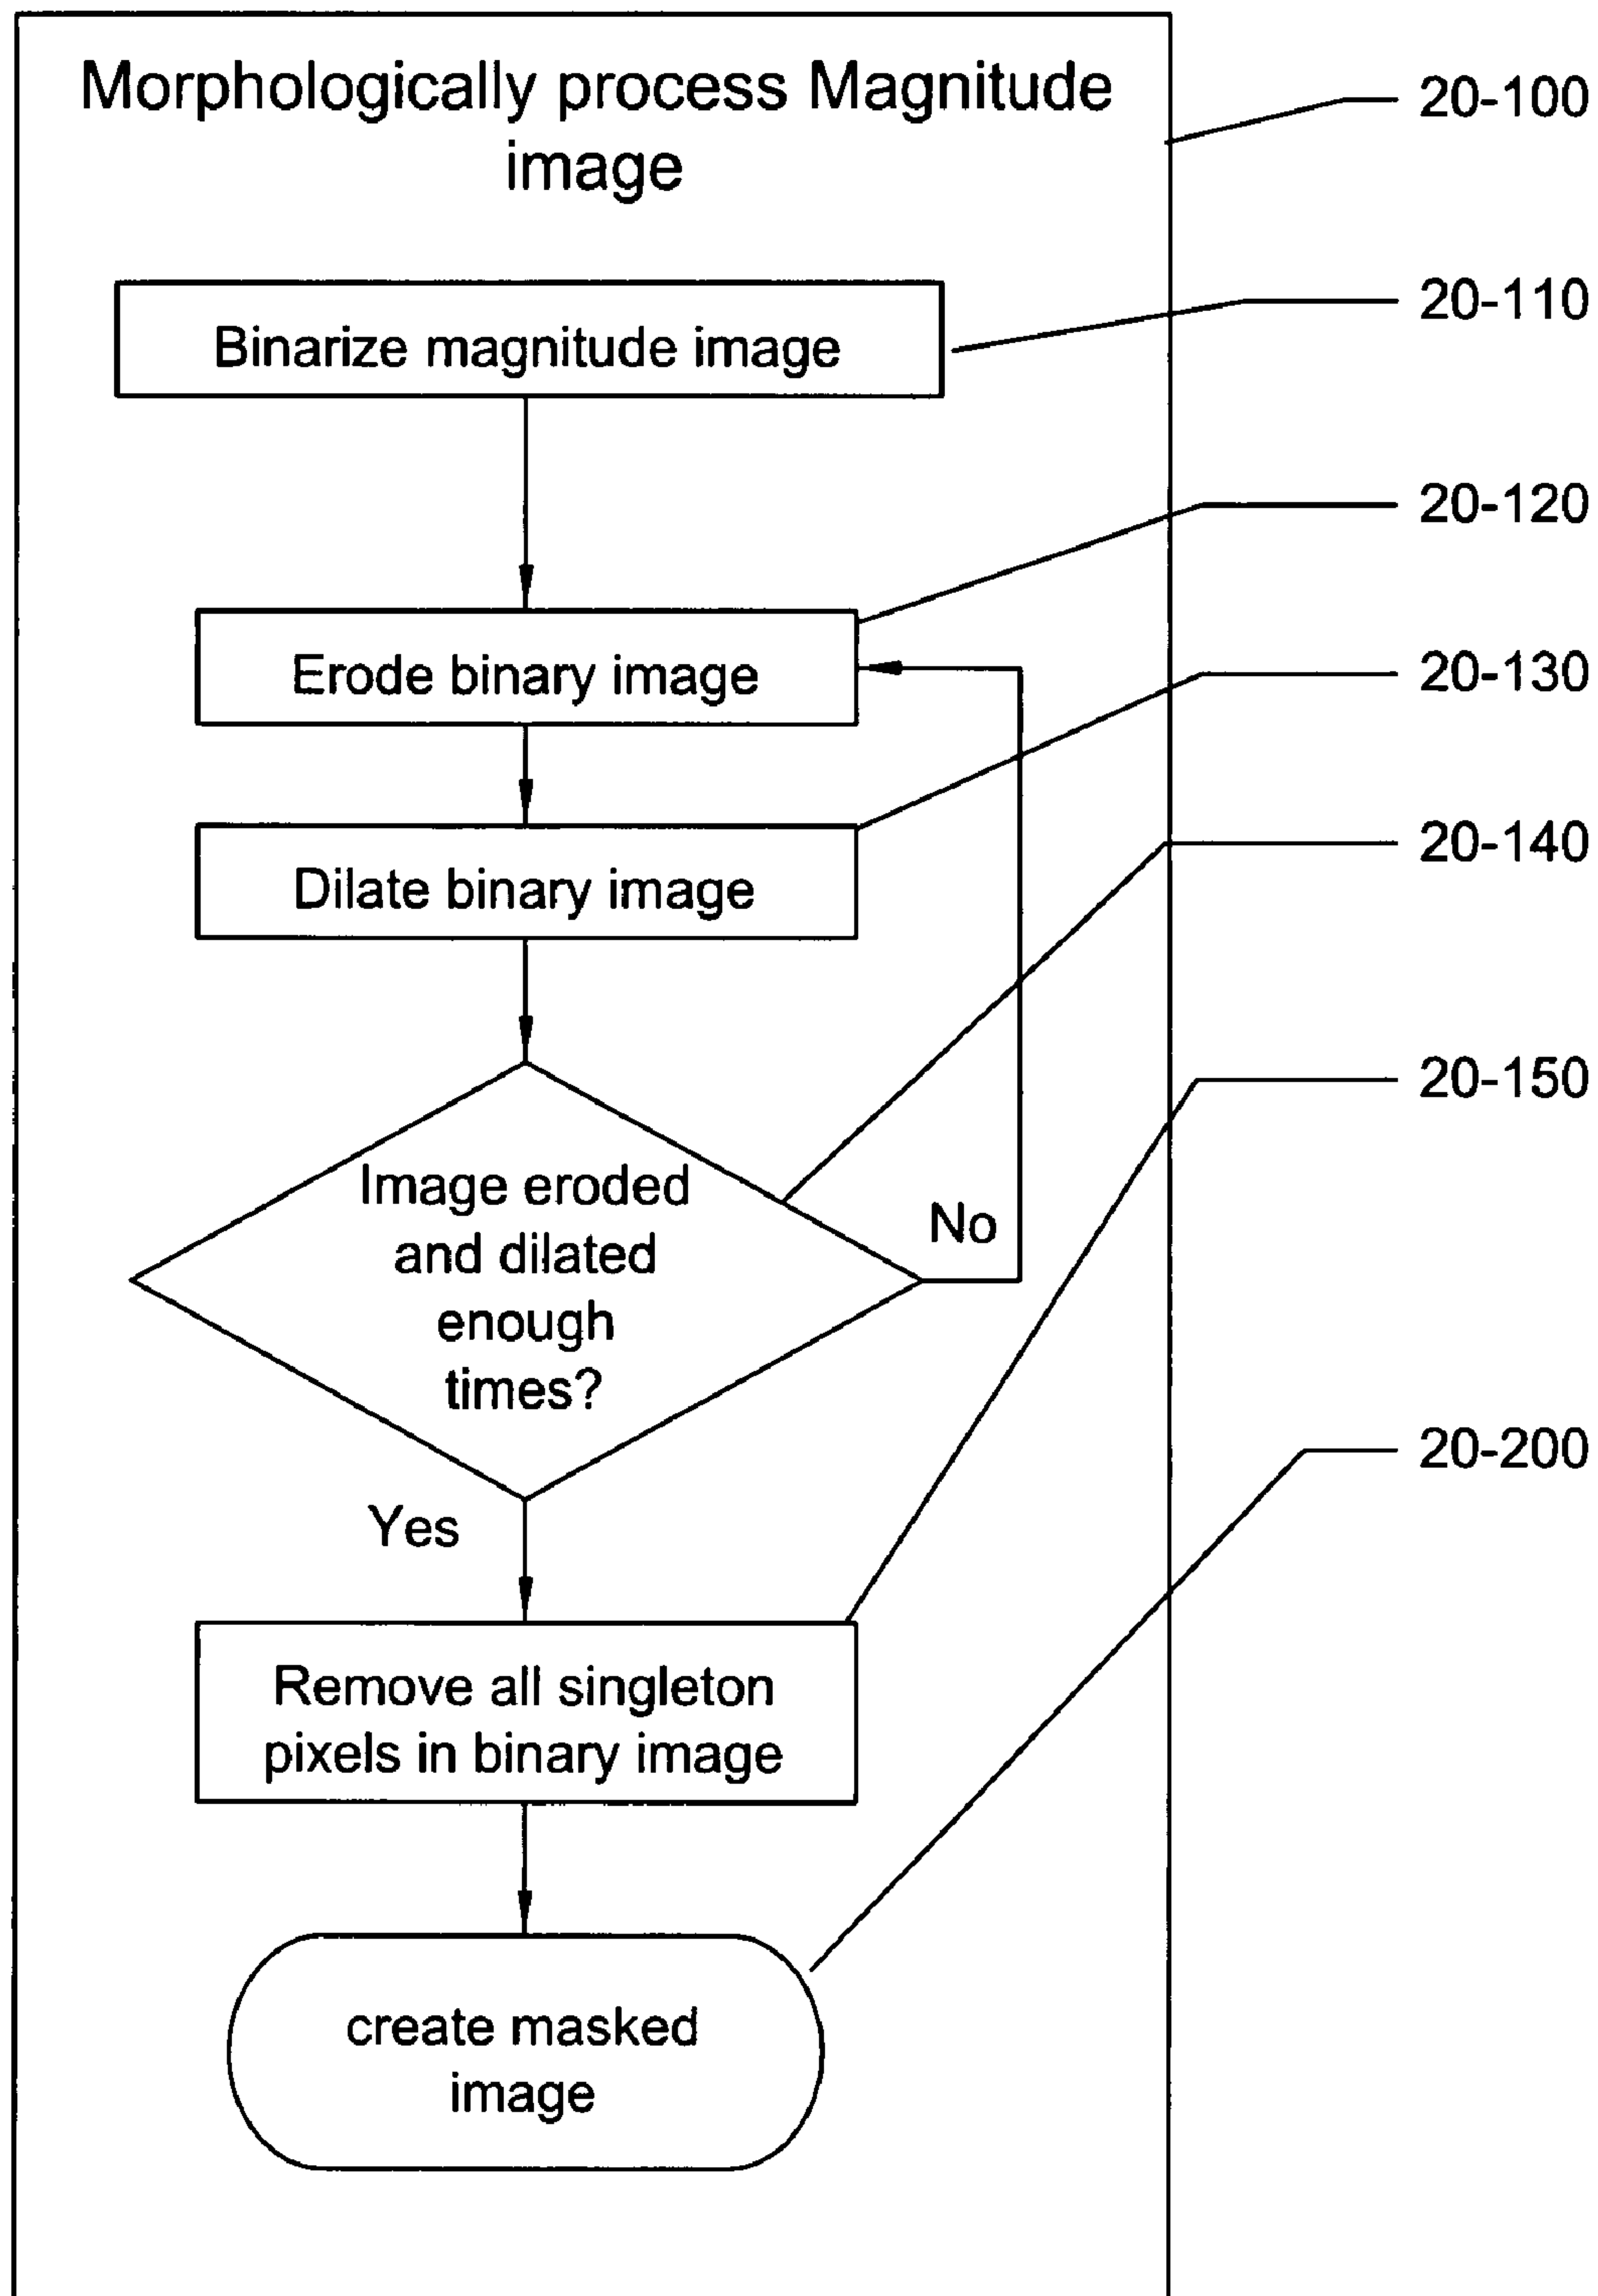 Morphologically process Magnitude
image
20-100
Binarize magnitude image
20-110
20-120
Erode binary image
20-130
Dilate binary image
20-140
Image eroded
and dilated
enough
times?
No
20-150
Yes
20-200
Remove all singleton
pixels in binary image
create masked
image